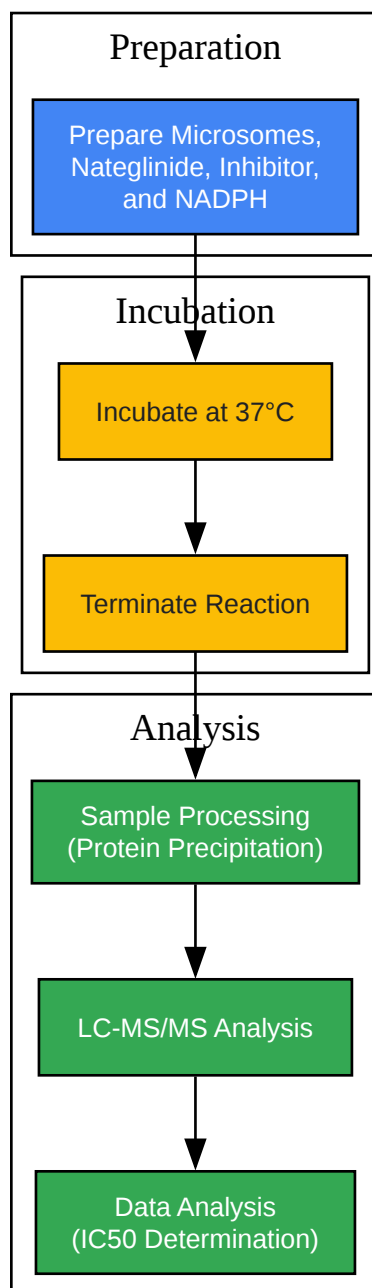 Preparation
Prepare Microsomes,
Nateglinide, Inhibitor,
and NADPH
Incubation
Incubate at 37°C
Terminate Reaction
Analysis
Sample Processing
(Protein Precipitation)
LC-MS/MS Analysis
Data Analysis
(IC50 Determination)